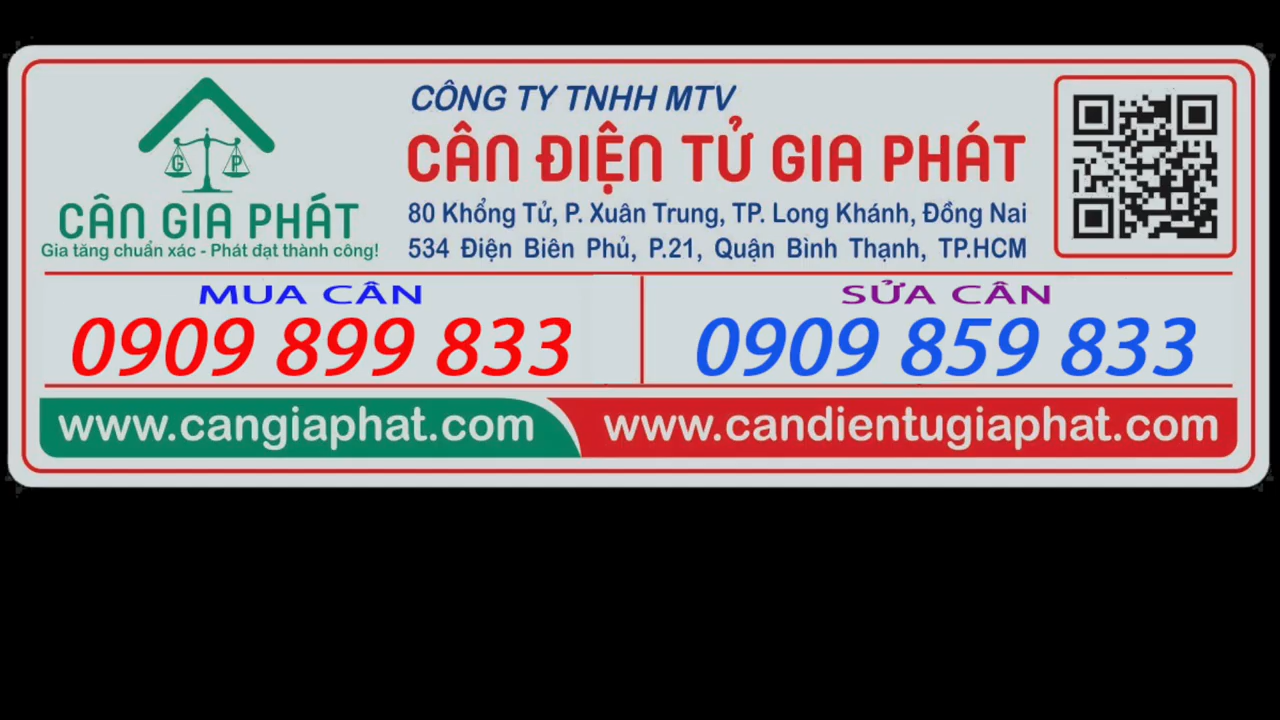 G P
CÂN GIA PHÁT
Gia tăng chuẩn xác - Phát đạt thành công!
CÔNG TY TNHH MTV
CÂN ĐIỆN TỬ GIA PHÁT
80 Khổng Tử, P. Xuân Trung, TP. Long Khánh, Đồng Nai
534 Điện Biên Phủ, P.21, Quận Bình Thạnh, TP.HCM
MUA CÂN
0909 899 833
SỬA CÂN
0909 859 833
www.cangiaphat.com
www.candientugiaphat.com